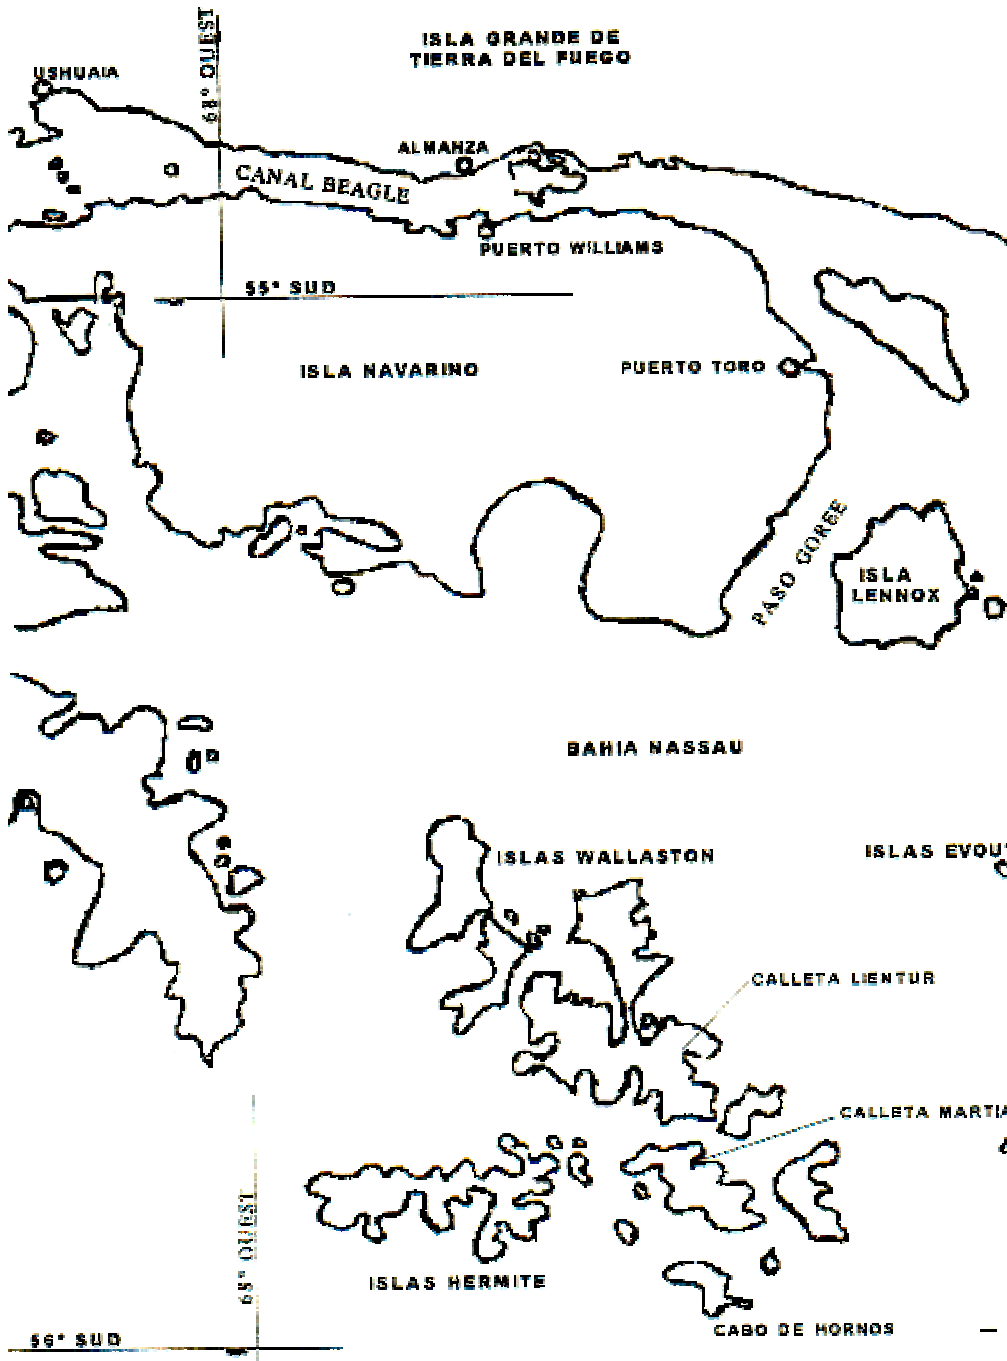 ISLA GRANDE DE
TIERRA DEL FUEGO
USHUAIA
68° OUEST
ALMANZA
CANAL BEAGLE
PUERTO WILLIAMS
55° SUD
ISLA NAVARINO
PUERTO TORO
PASO GOREE
ISLA
LENNOX
BAHIA NASSAU
ISLAS WALLASTON
ISLAS EVOUT
CALLETA LIENTUR
CALLETA MARTIA
68° OUEST
ISLAS HERMITE
CABO DE HORNOS
56° SUD